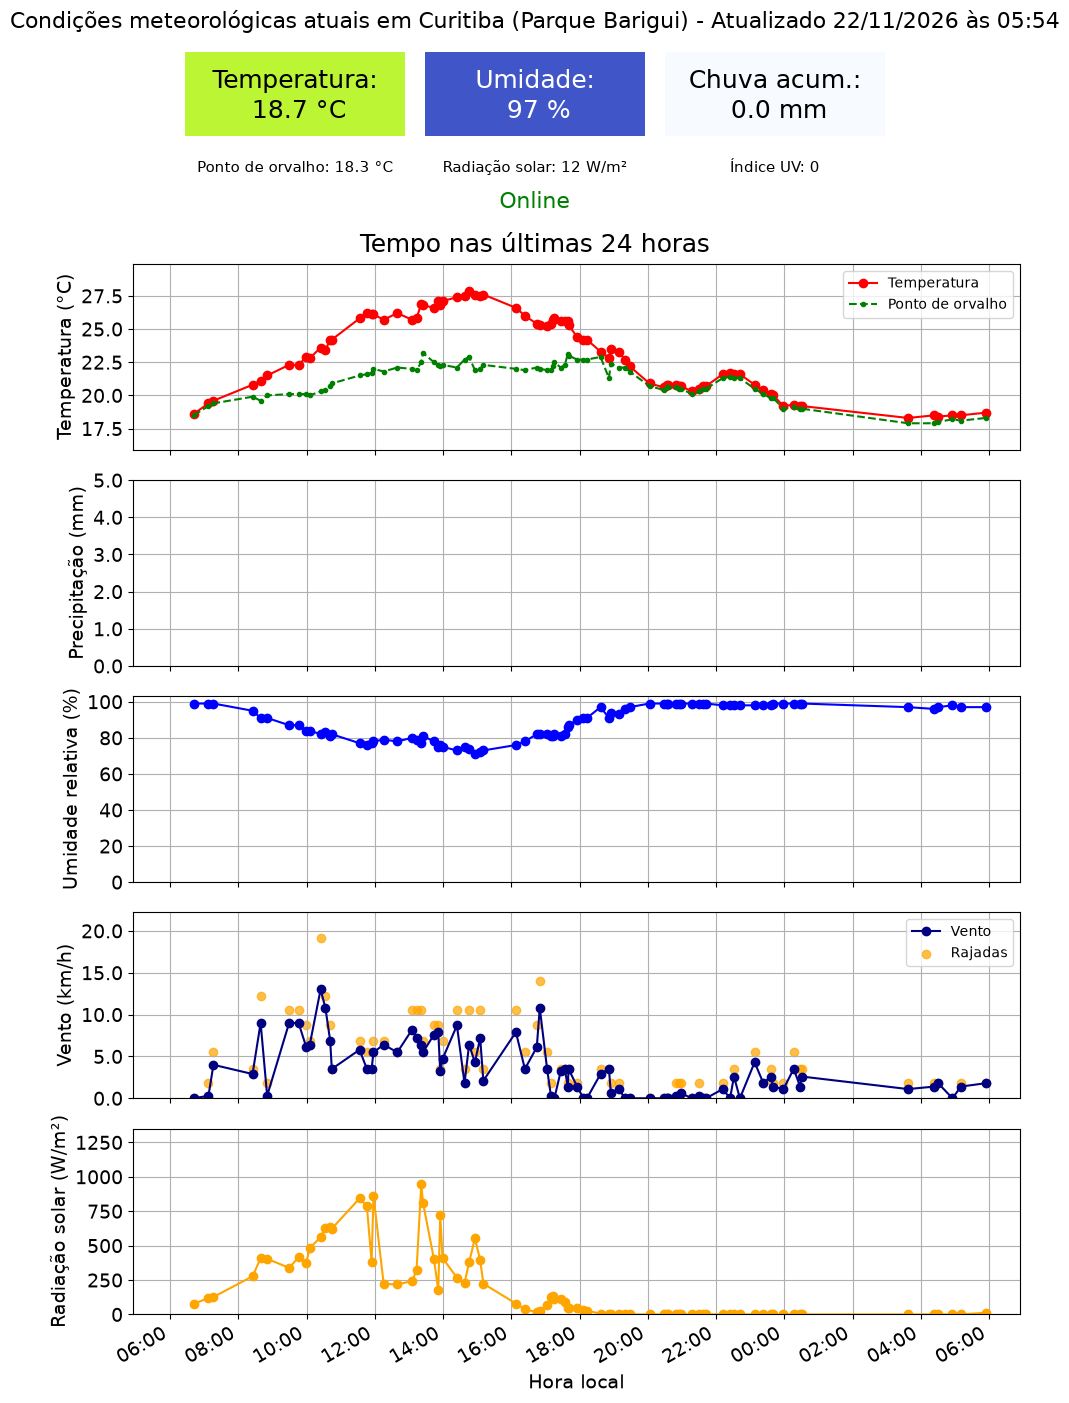 Condições meteorológicas atuais em Curitiba (Parque Barigui) - Atualizado 22/11/2026 às 05:54
Temperatura:
18.7 °C
Umidade:
97 %
Chuva acum.:
0.0 mm
Ponto de orvalho: 18.3 °C
Radiação solar: 12 W/m²
Índice UV: 0
Online
Tempo nas últimas 24 horas
Temperatura (°C)
27.5
25.0
22.5
20.0
17.5
Temperatura
Ponto de orvalho
Precipitação (mm)
5.0
4.0
3.0
2.0
1.0
0.0
Umidade relativa (%)
100
80
60
40
20
0
Vento (km/h)
20.0
15.0
10.0
5.0
0.0
Vento
Rajadas
Radiação solar (W/m²)
1250
1000
750
500
250
0
06:00
08:00
10:00
12:00
14:00
16:00
18:00
20:00
22:00
00:00
02:00
04:00
06:00
Hora local